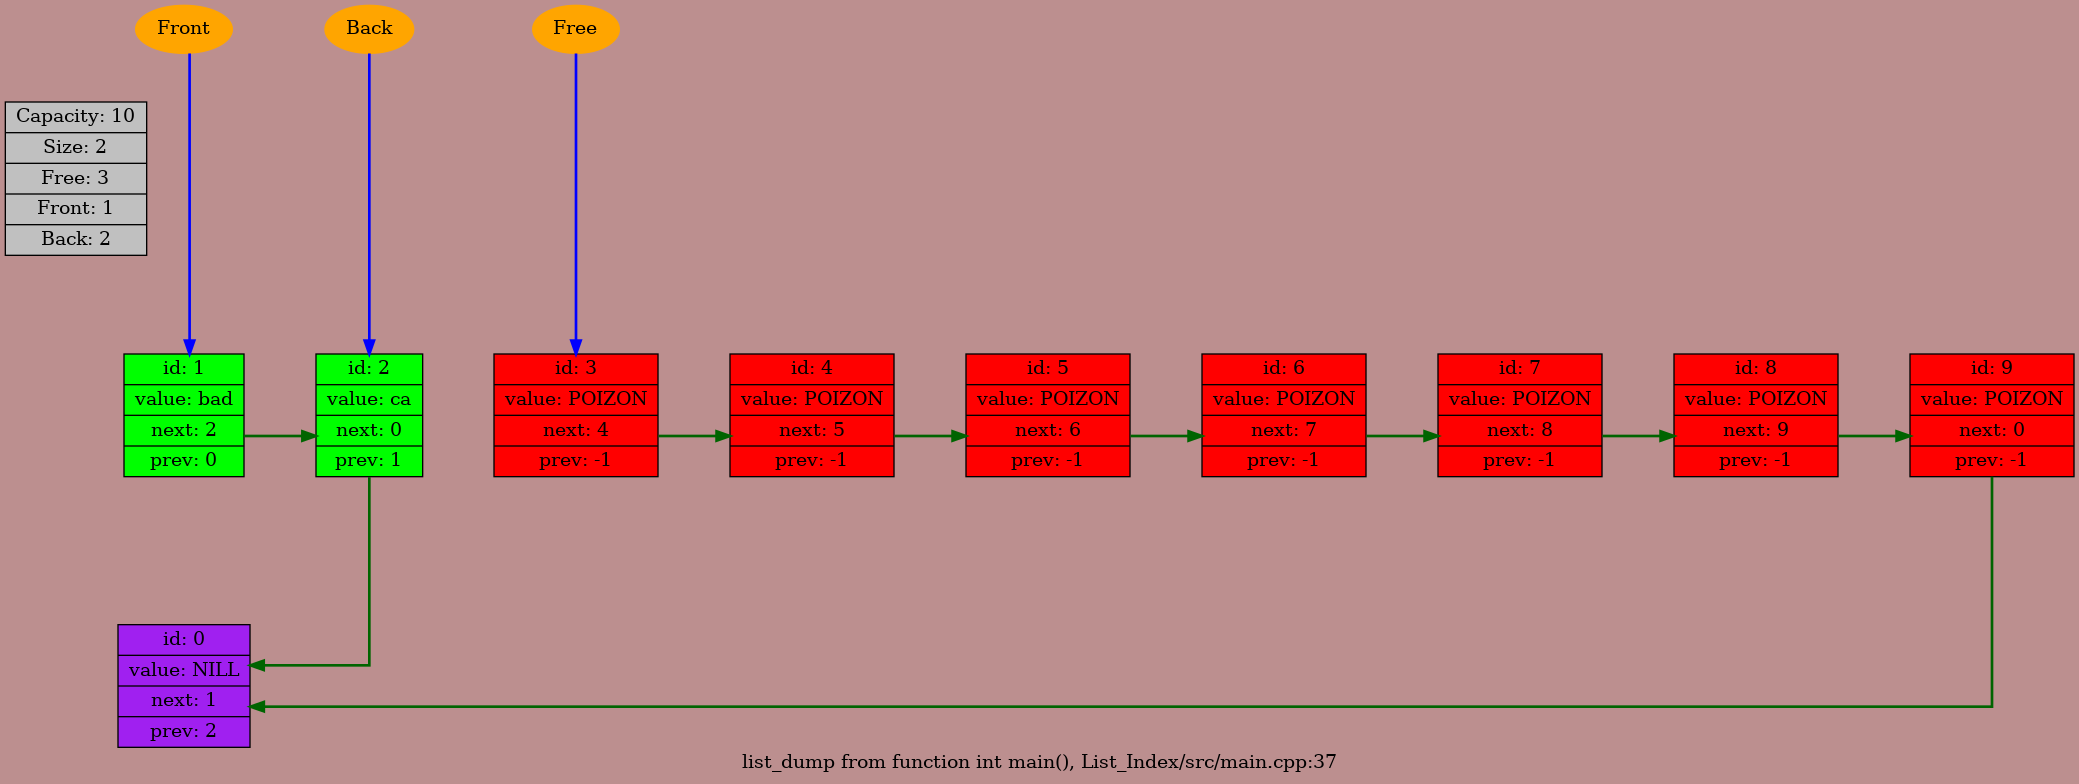 Front
Back
Free
Capacity: 10
Size: 2
Free: 3
Front: 1
Back: 2
id: 1
value: bad
next: 2
prev: 0
id: 2
value: ca
next: 0
prev: 1
id: 3
value: POIZON
next: 4
prev: -1
id: 4
value: POIZON
next: 5
prev: -1
id: 5
value: POIZON
next: 6
prev: -1
id: 6
value: POIZON
next: 7
prev: -1
id: 7
value: POIZON
next: 8
prev: -1
id: 8
value: POIZON
next: 9
prev: -1
id: 9
value: POIZON
next: 0
prev: -1
id: 0
value: NILL
next: 1
prev: 2
list_dump from function int main(), List_Index/src/main.cpp:37